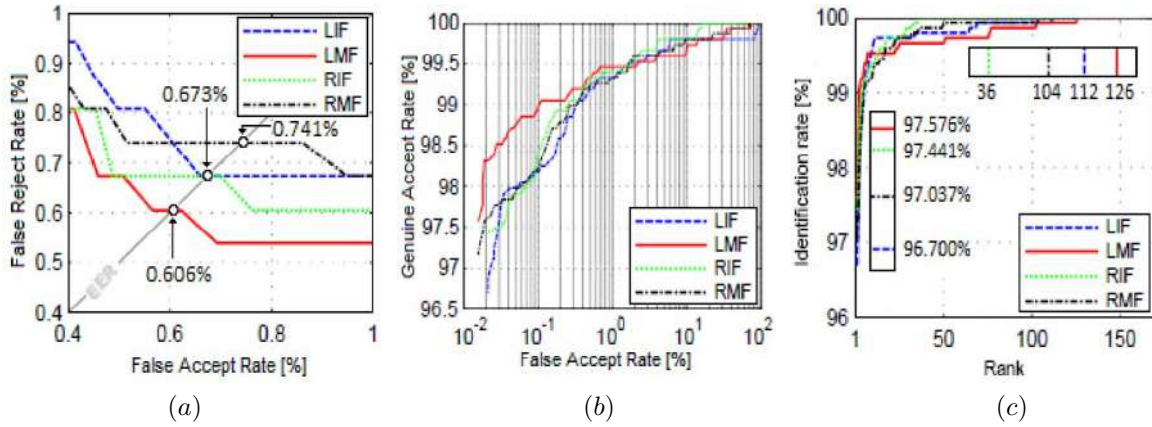 False Reject Rate [%]
1
0.9
0.8
0.7
0.6
0.5
0.4
0.4
0.6
0.8
1
False Accept Rate [%]
LIF
LMF
RIF
RMF
0.673%
0.741%
0.606%
EER
(a)
Genuine Accept Rate [%]
100
99.5
99
98.5
98
97.5
97
96.5
10-2
10-1
100
101
102
False Accept Rate [%]
LIF
LMF
RIF
RMF
(b)
Identification rate [%]
100
99
98
97
96
1
50
100
150
Rank
36 104 112 126
97.576%
97.441%
97.037%
96.700%
LIF
LMF
RIF
RMF
(c)